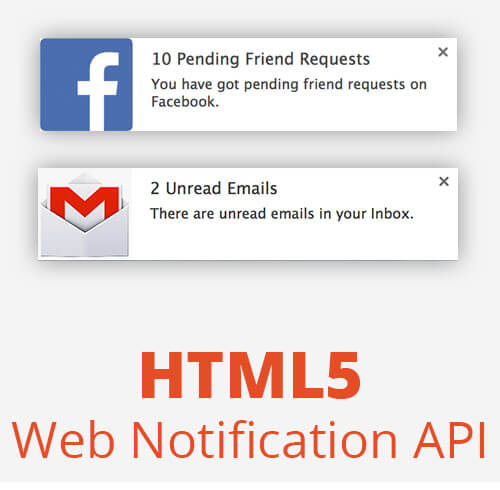 10 Pending Friend Requests
You have got pending friend requests on
Facebook.
2 Unread Emails
There are unread emails in your Inbox.
HTML5
Web Notification API